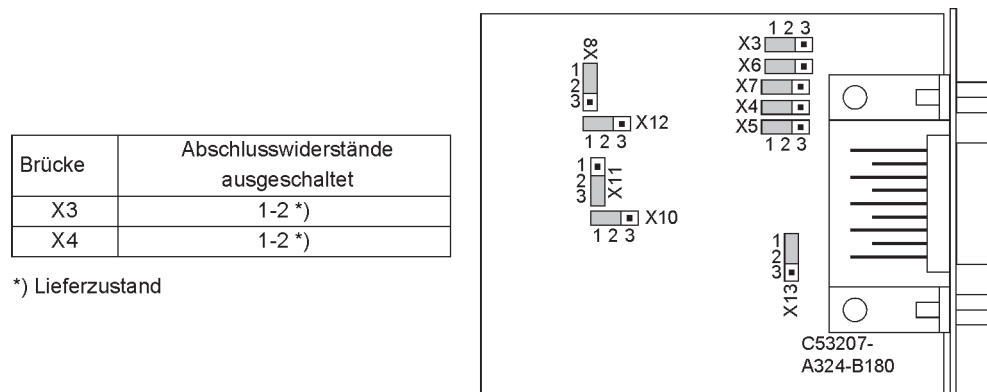 Brücke
Abschlusswiderstände
ausgeschaltet
X3
1-2 *)
X4
1-2 *)
*) Lieferzustand
X8
1
2
3
X12
1 2 3
1
2
3
X11
X10
1 2 3
1 2 3
X3
X6
X7
X4
X5
1 2 3
1
2
3
X13
C53207-
A324-B180